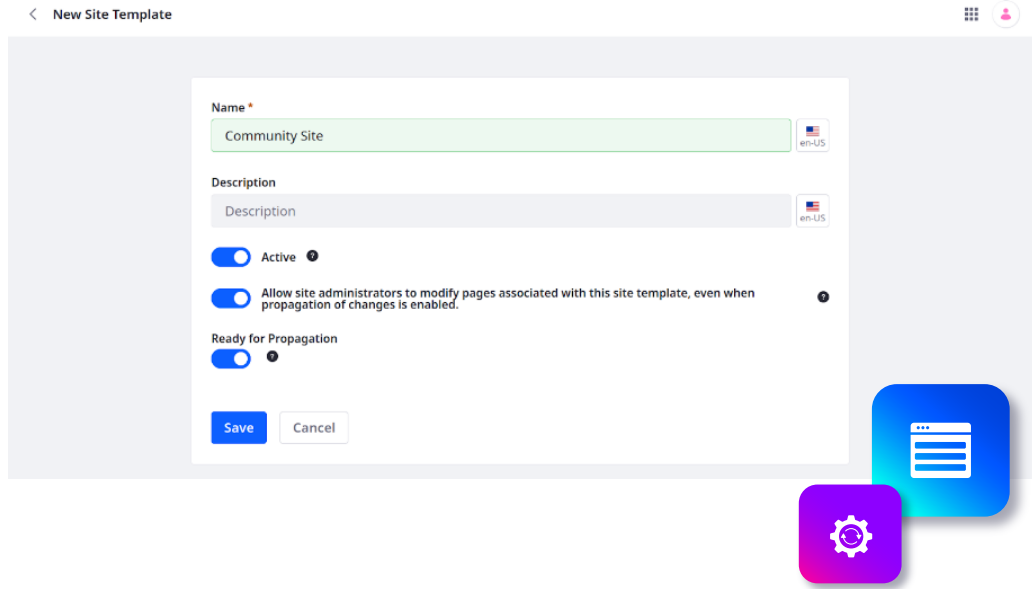 New Site Template
Name *
Community Site
en-US
Description
Description
en-US
Active ?
Allow site administrators to modify pages associated with this site template, even when
propagation of changes is enabled. ?
Ready for Propagation
?
Save Cancel